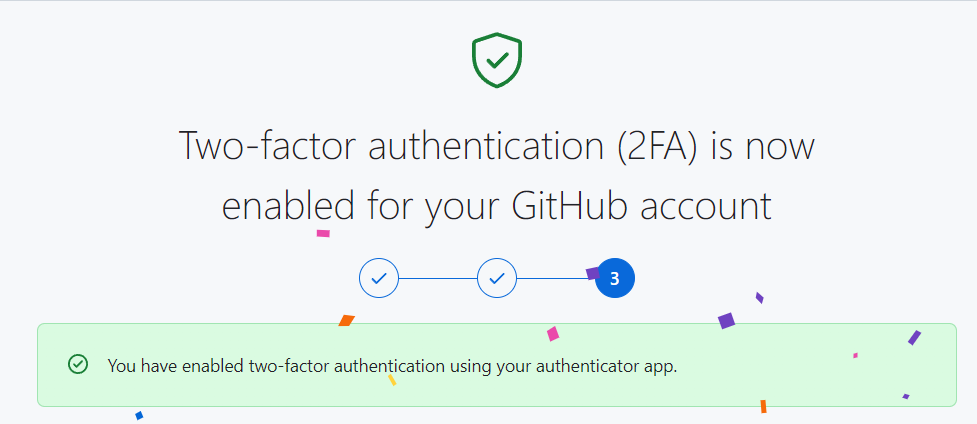 Two-factor authentication (2FA) is now
enabled for your GitHub account
3
You have enabled two-factor authentication using your authenticator app.